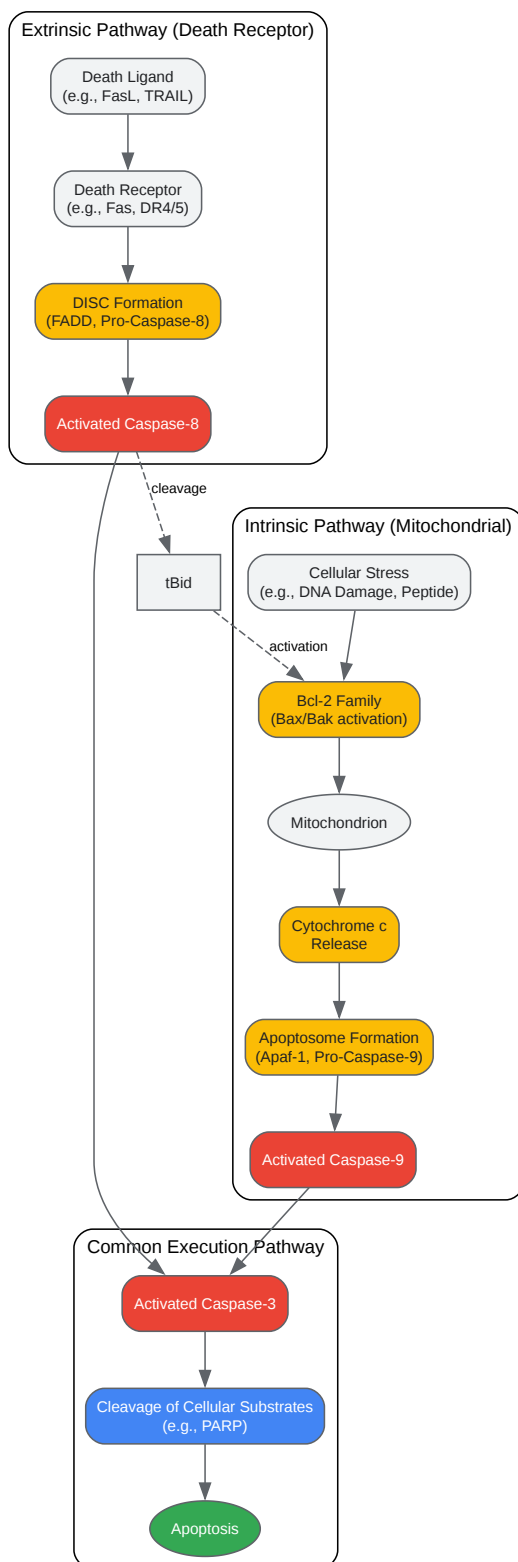 Extrinsic Pathway (Death Receptor)
Death Ligand
(e.g., FasL, TRAIL)
Death Receptor
(e.g., Fas, DR4/5)
DISC Formation
(FADD, Pro-Caspase-8)
Activated Caspase-8
cleavage
tBid
activation
Intrinsic Pathway (Mitochondrial)
Cellular Stress
(e.g., DNA Damage, Peptide)
Bcl-2 Family
(Bax/Bak activation)
Mitochondrion
Cytochrome c
Release
Apoptosome Formation
(Apaf-1, Pro-Caspase-9)
Activated Caspase-9
Common Execution Pathway
Activated Caspase-3
Cleavage of Cellular Substrates
(e.g., PARP)
Apoptosis